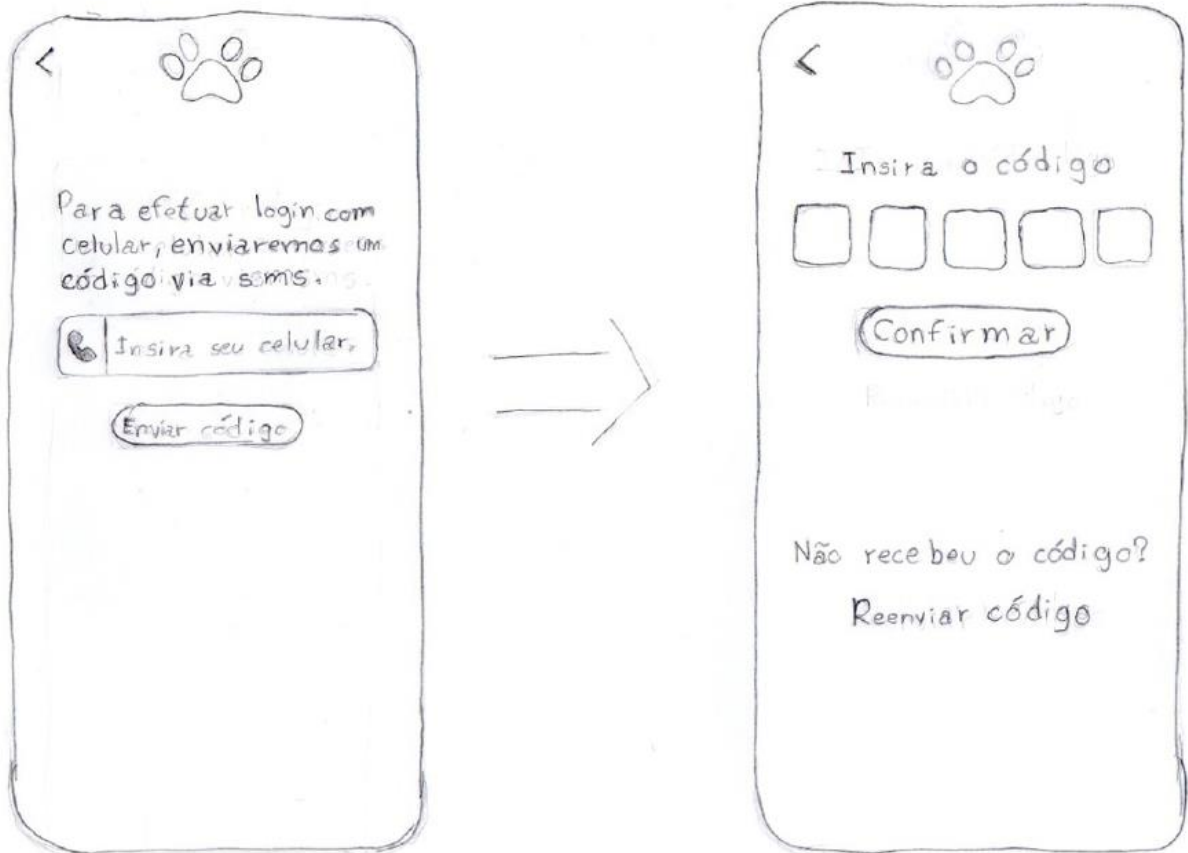 Para efetuar login com
celular, enviaremos um
código via sms.
Insira seu celular.
Enviar código
Insira o código
Confirmar
Não recebeu o código?
Reenviar código